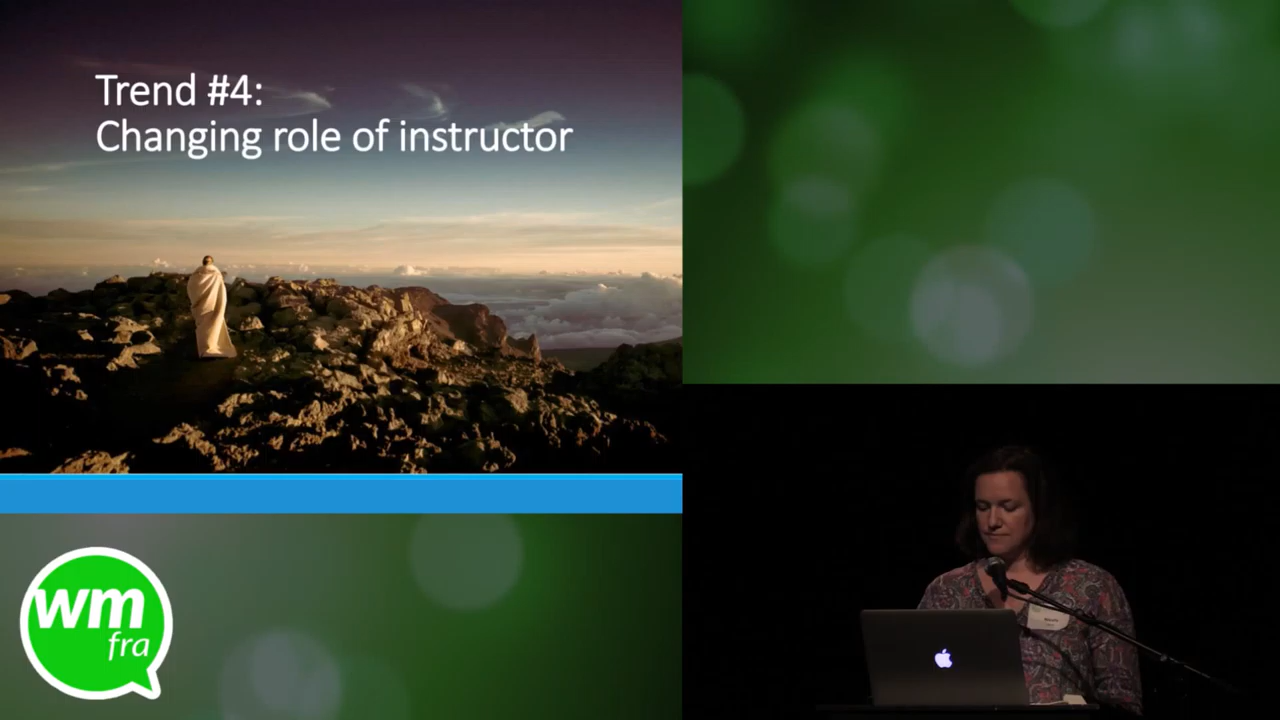 Trend #4:
Changing role of instructor
wm
fra